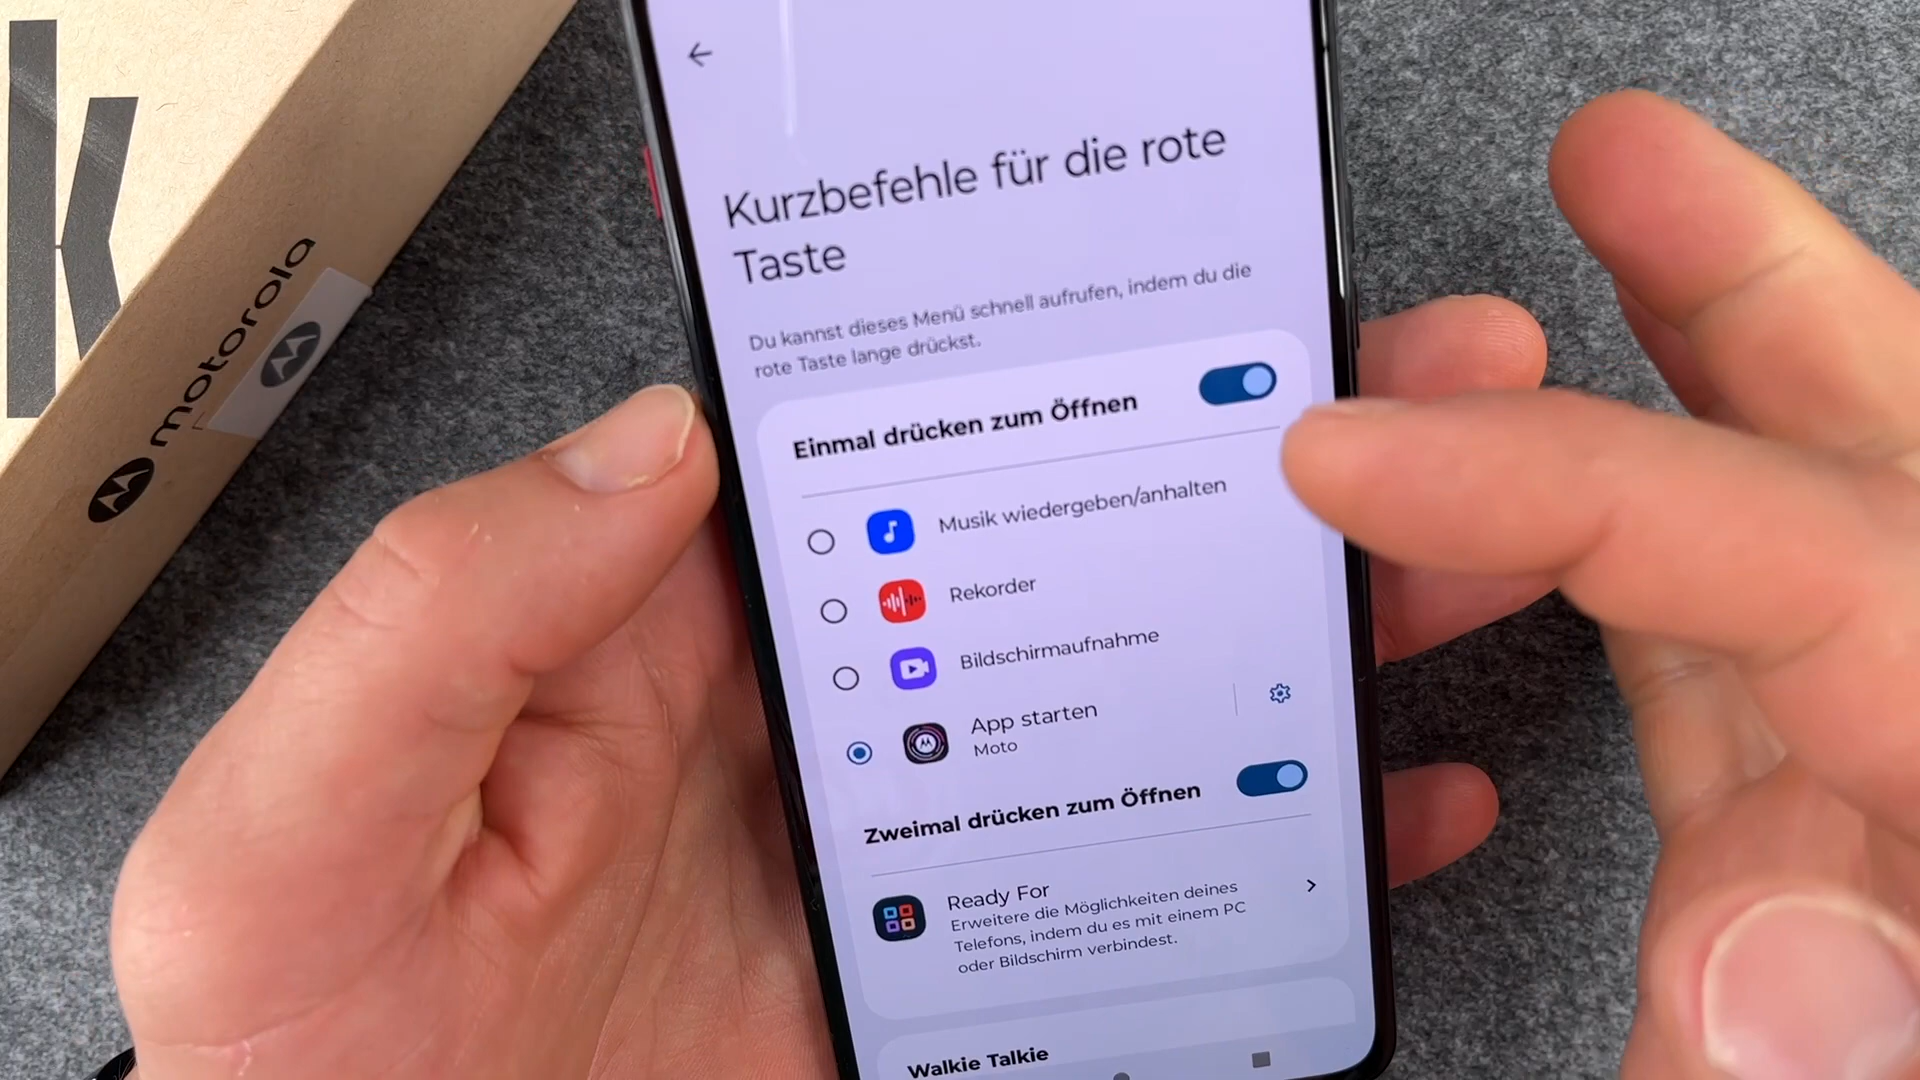 k
motorola
Kurzbefehle für die rote
Taste
Du kannst dieses Menü schnell aufrufen, indem du die
rote Taste lange drückst.
Einmal drücken zum Öffnen
Musik wiedergeben/anhalten
Rekorder
Bildschirmaufnahme
App starten
Moto
Zweimal drücken zum Öffnen
Ready For
Erweitere die Möglichkeiten deines
Telefons, indem du es mit einem PC
oder Bildschirm verbindest.
Walkie Talkie